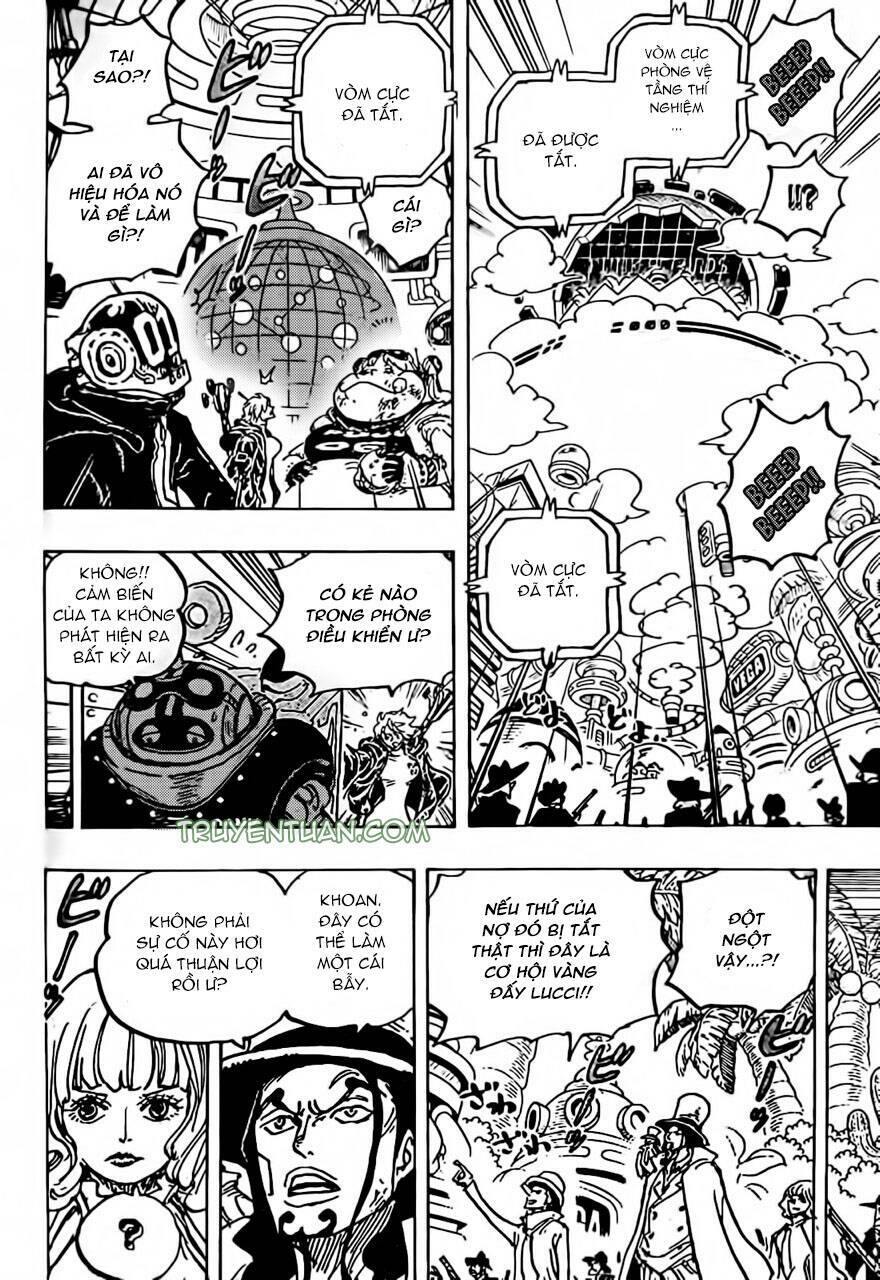 BEEEP
BEEEP!!
!!?
VÒM CỰC
PHÒNG VỆ
TẦNG THÍ
NGHIỆM
...
ĐÃ ĐƯỢC
TẮT.
BEEEP
BEEEP!!
VÒM CỰC
ĐÃ TẮT.
VEGA
VÒM CỰC
ĐÃ TẮT.
CÁI
GÌ?
TẠI
SAO?!
AI ĐÃ VÔ
HIỆU HÓA NÓ
VÀ ĐỂ LÀM
GÌ?!
01
CÓ KẺ NÀO
TRONG PHÒNG
ĐIỀU KHIỂN Ư?
KHÔNG!!
CẢM BIẾN
CỦA TA KHÔNG
PHÁT HIỆN RA
BẤT KỲ AI.
TRUYENTUAN.COM
ĐỘT
NGỘT
VẬY...?!
NẾU THỨ CỦA
NỢ ĐÓ BỊ TẮT
THẬT THÌ ĐÂY LÀ
CƠ HỘI VÀNG
ĐẤY LUCCI!!
KHOAN.
ĐÂY CÓ
THỂ LÀM
MỘT CÁI
BẪY.
KHÔNG PHẢI
SỰ CỐ NÀY HƠI
QUÁ THUẬN LỢI
RỒI Ư?
?